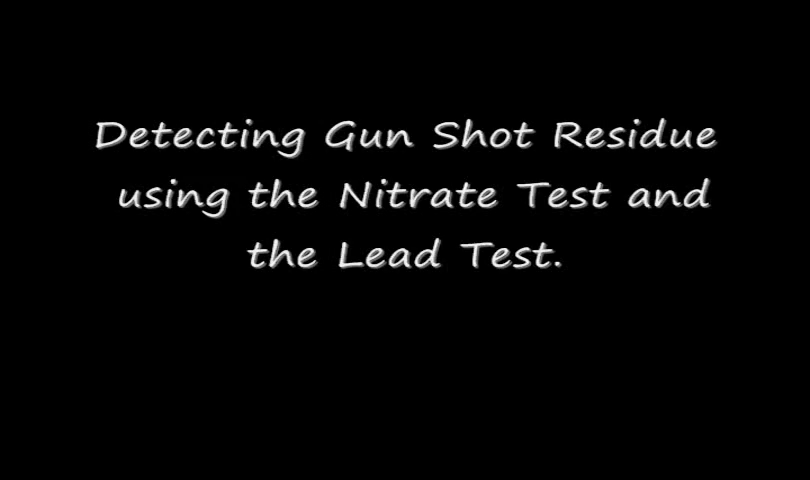 Detecting Gun Shot Residue
using the Nitrate Test and
the Lead Test.